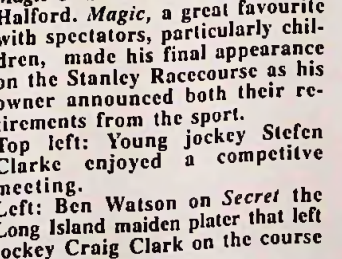 Halford. Magic, a great favourite
with spectators, particularly chil-
dren, made his final appearance
on the Stanley Racecourse as his
owner announced both their re-
tirements from the sport.
Top left: Young jockey Stefen
Clarke enjoyed a competitve
meeting.
Left: Ben Watson on Secret the
Long Island maiden plater that left
jockey Craig Clark on the course